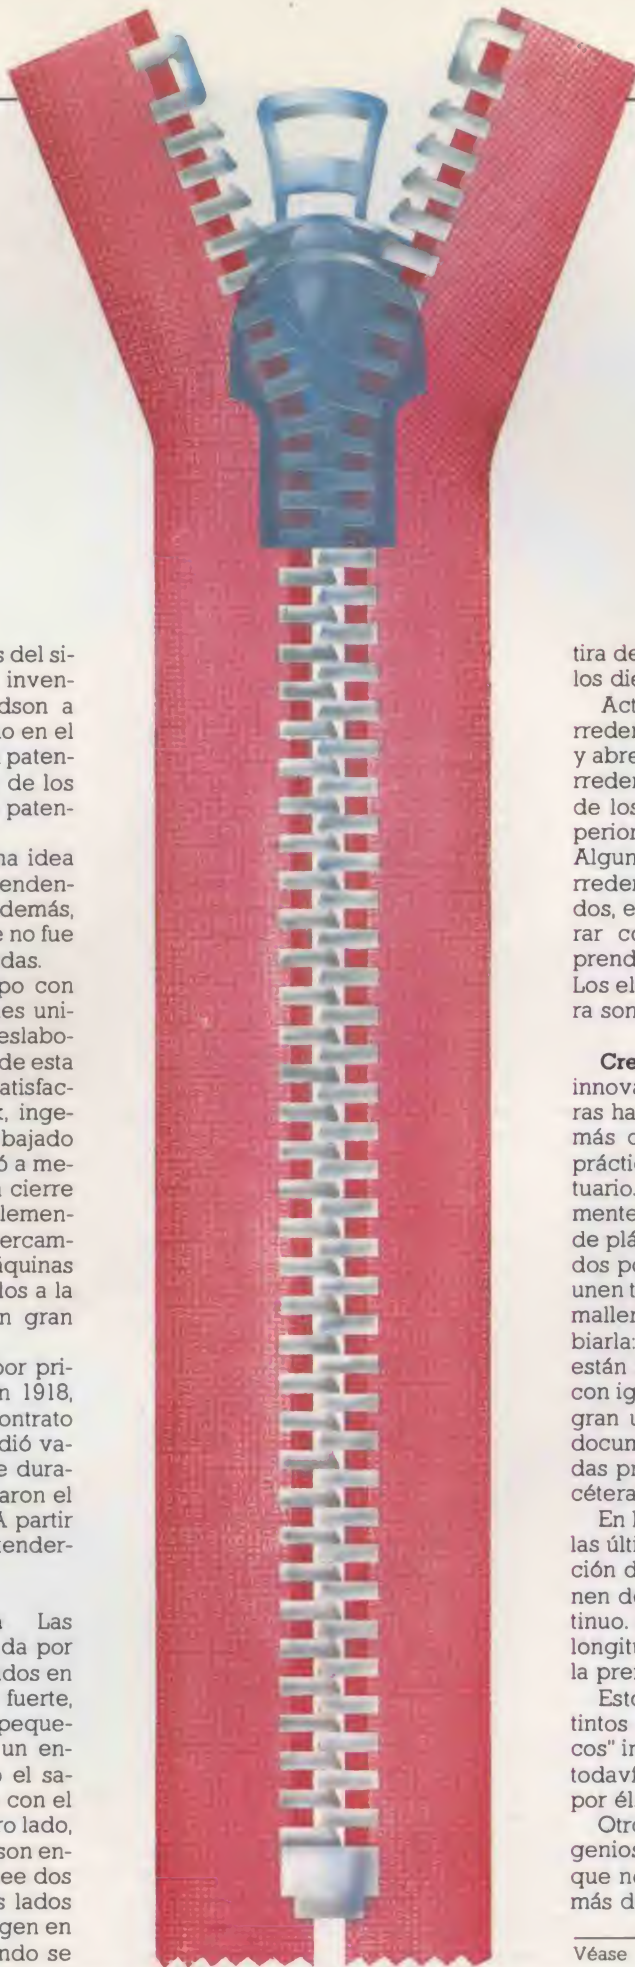 s del si-
inven-
dson a
o en el
paten-
de los
paten-
na idea
enden-
demás,
e no fue
das.
po con
es uni-
eslabo-
de esta
atisfac-
, inge-
bajado
ó a me-
cierre
lemen-
ercam-
áquinas
los a la
n gran
por pri-
n 1918,
ontrato
dió va-
e dura-
aron el
A partir
tender-
Las
da por
dos en
fuerte,
peque-
un en-
o el sa-
con el
ro lado,
son en-
ee dos
s lados
gen en
ndo se
tira de
los die
Act
rreder
y abre
rreder
de los
perior
Algun
rreder
dos, e
rar co
prend
Los el
ra son
Cre
innova
ras ha
más c
práctic
tuario.
mente
de plá
dos po
unen t
maller
biarla:
están
con ig
gran u
docun
das pr
cétera
En l
las últi
ción d
nen de
tinuo.
longitu
la prer
Esto
tintos
cos" in
todaví
por él
Otro
genios
que no
más d
Véase